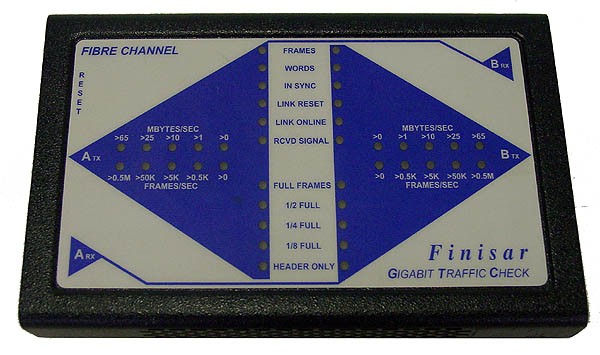 FIBRE CHANNEL
RESET
FRAMES
WORDS
IN SYNC
LINK RESET
LINK ONLINE
RCVD SIGNAL
B RX
MBYTES/SEC
>65 >25 >10 >1 >0
A TX
>0.5M >50K >5K >0.5K >0
FRAMES/SEC
MBYTES/SEC
>0 >1 >10 >25 >65
B TX
>0 >0.5K >5K >50K >0.5M
FRAMES/SEC
FULL FRAMES
1/2 FULL
1/4 FULL
1/8 FULL
HEADER ONLY
A RX
Finisar
GIGABIT TRAFFIC CHECK